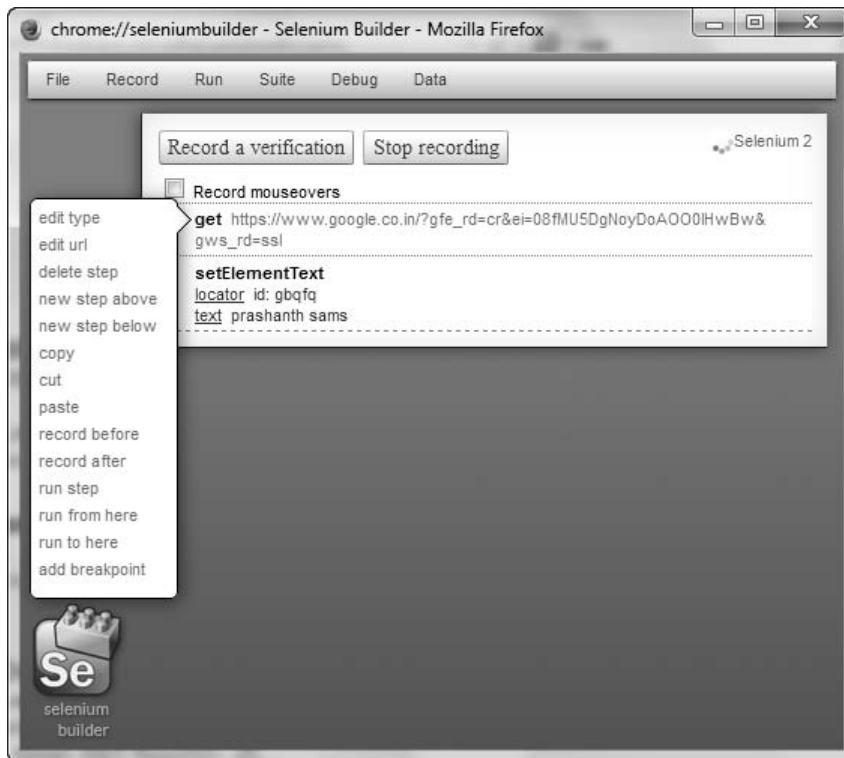 chrome://seleniumbuilder - Selenium Builder - Mozilla Firefox
File Record Run Suite Debug Data
Record a verification Stop recording Selenium 2
Record mouseovers
get https://www.google.co.in/?gfe_rd=cr&ei=08fMU5DgNoyDoAOO0IHwBw&
gws_rd=ssl
setElementText
locator id: gbqfq
text prashanth sams
edit type
edit url
delete step
new step above
new step below
copy
cut
paste
record before
record after
run step
run from here
run to here
add breakpoint
Se
selenium
builder